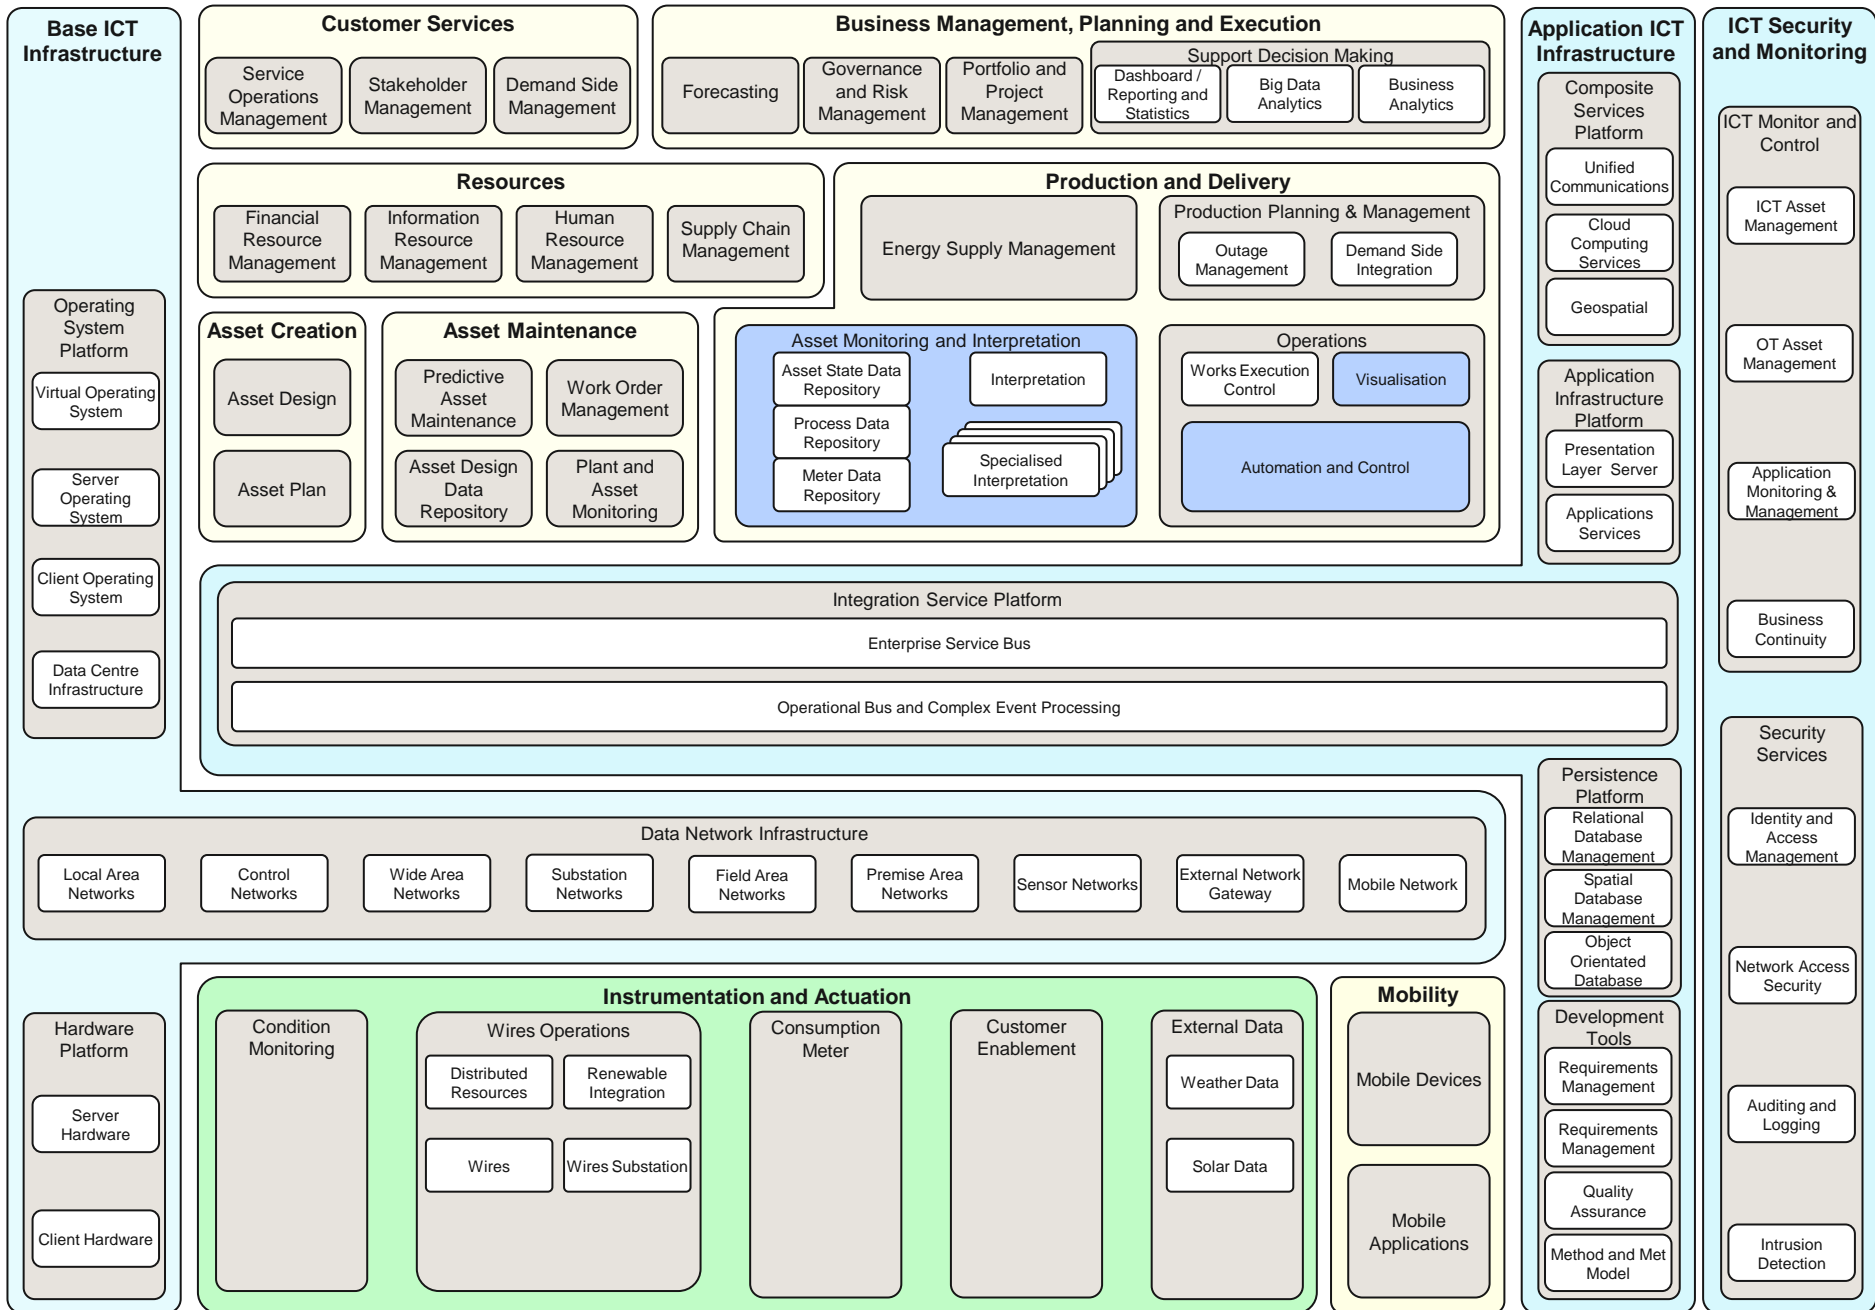 Base ICT
Infrastructure
Operating
System
Platform
Virtual Operating
System
Server
Operating
System
Client Operating
System
Data Centre
Infrastructure
Hardware
Platform
Server
Hardware
Client Hardware
Customer Services
Service
Operations
Management
Stakeholder
Management
Demand Side
Management
Business Management, Planning and Execution
Forecasting
Governance
and Risk
Management
Portfolio and
Project
Management
Support Decision Making
Dashboard /
Reporting and
Statistics
Big Data
Analytics
Business
Analytics
Resources
Financial
Resource
Management
Information
Resource
Management
Human
Resource
Management
Supply Chain
Management
Production and Delivery
Energy Supply Management
Production Planning & Management
Outage
Management
Demand Side
Integration
Asset Creation
Asset Design
Asset Plan
Asset Maintenance
Predictive
Asset
Maintenance
Work Order
Management
Asset Design
Data
Repository
Plant and
Asset
Monitoring
Asset Monitoring and Interpretation
Asset State Data
Repository
Process Data
Repository
Meter Data
Repository
Interpretation
Specialised
Interpretation
Operations
Works Execution
Control
Visualisation
Automation and Control
Integration Service Platform
Enterprise Service Bus
Operational Bus and Complex Event Processing
Data Network Infrastructure
Local Area
Networks
Control
Networks
Wide Area
Networks
Substation
Networks
Field Area
Networks
Premise Area
Networks
Sensor Networks
External Network
Gateway
Mobile Network
Instrumentation and Actuation
Condition
Monitoring
Wires Operations
Distributed
Resources
Renewable
Integration
Wires
Wires Substation
Consumption
Meter
Customer
Enablement
External Data
Weather Data
Solar Data
Mobility
Mobile Devices
Mobile
Applications
Application ICT
Infrastructure
Composite
Services
Platform
Unified
Communications
Cloud
Computing
Services
Geospatial
Application
Infrastructure
Platform
Presentation
Layer Server
Applications
Services
Persistence
Platform
Relational
Database
Management
Spatial
Database
Management
Object
Orientated
Database
Development
Tools
Requirements
Management
Requirements
Management
Quality
Assurance
Method and Met
Model
ICT Security
and Monitoring
ICT Monitor and
Control
ICT Asset
Management
OT Asset
Management
Application
Monitoring &
Management
Business
Continuity
Security
Services
Identity and
Access
Management
Network Access
Security
Auditing and
Logging
Intrusion
Detection